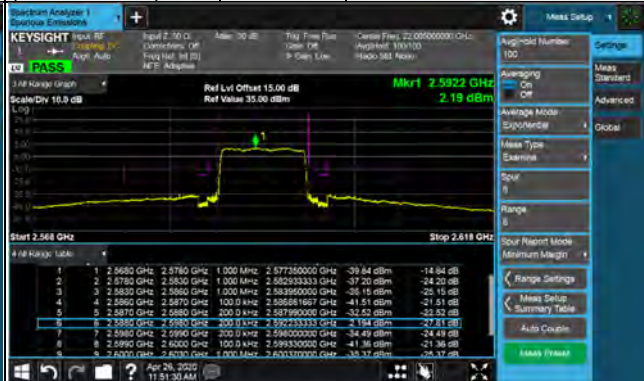 Spectrum Analyzer 1
Spurious Emissions
+
Meas Setup
KEYSIGHT Input: RF
Coupling: DC
Align: Auto
Input Z: 50 Ω
Corrections: Off
Freq Ref: Int (S)
NFE: Adaptive
Atten: 30 dB
Trig: Free Run
Gate: Off
IF Gain: Low
Center Freq: 22.005000000 GHz
Avg|Hold: 100/100
Radio Std: None
LVI PASS
3 All Range Graph
Scale/Div 10.0 dB
Log
Ref Lvl Offset 15.00 dB
Ref Value 35.00 dBm
Mkr1 2.5922 GHz
2.19 dBm
1
Start 2.568 GHz
Stop 2.618 GHz
4 All Range Table
1 1 2.5680 GHz 2.5780 GHz 1.000 MHz 2.577350000 GHz -39.84 dBm -14.84 dB
2.582933333 GHz -37.20 dBm -24.20 dB
3 3 2.5830 GHz 2.5860 GHz 1.000 MHz 2.583950000 GHz -35.15 dBm -25.15 dB
4 4 2.5860 GHz 2.5870 GHz 100.0 kHz 2.586861667 GHz -41.51 dBm -21.51 dB
5 5 2.5870 GHz 2.5880 GHz 200.0 kHz 2.587990000 GHz -32.52 dBm -22.52 dB
6 6 2.5880 GHz 2.5980 GHz 200.0 kHz 2.592233333 GHz 2.194 dBm -27.81 dB
7 7 2.5980 GHz 2.5990 GHz 200.0 kHz 2.598000000 GHz -34.49 dBm -24.49 dB
8 8 2.5990 GHz 2.6000 GHz 100.0 kHz 2.599330000 GHz -41.36 dBm -21.36 dB
9 9 2.6000 GHz 2.6030 GHz 1.000 MHz 2.600370000 GHz -38.37 dBm -25.37 dB
Avg|Hold Number
100
Averaging
On
Off
Average Mode
Exponential
Meas Type
Examine
Spur
6
Range
6
Spur Report Mode
Minimum Margin
Range Settings
Meas Setup
Summary Table
Auto Couple
Meas Preset
Settings
Meas
Standard
Advanced
Global
?
Apr 26, 2020
11:51:30 AM